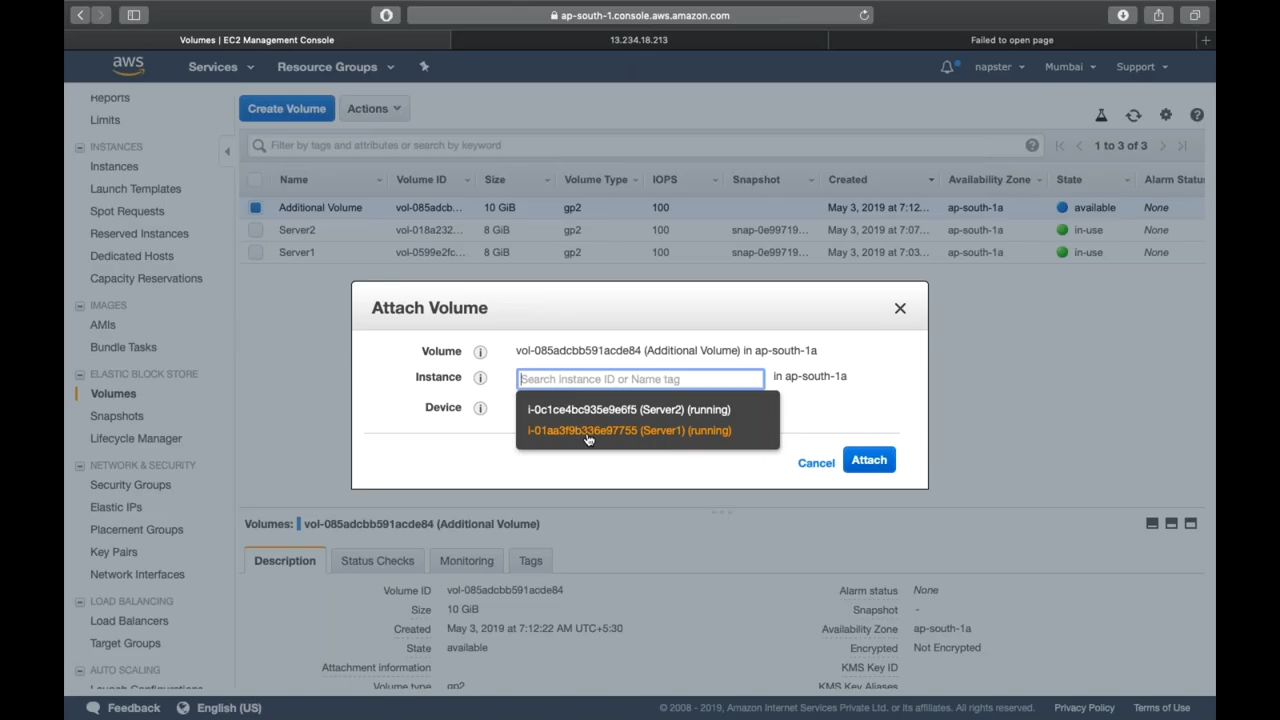 ap-south-1.console.aws.amazon.com
Volumes | EC2 Management Console 13.234.18.213 Failed to open page
aws Services Resource Groups napster Mumbai Support
Reports
Limits
INSTANCES
Instances
Launch Templates
Spot Requests
Reserved Instances
Dedicated Hosts
Capacity Reservations
IMAGES
AMIs
Bundle Tasks
ELASTIC BLOCK STORE
Volumes
Snapshots
Lifecycle Manager
NETWORK & SECURITY
Security Groups
Elastic IPs
Placement Groups
Key Pairs
Network Interfaces
LOAD BALANCING
Load Balancers
Target Groups
AUTO SCALING
Launch Configurations
Create Volume Actions
Filter by tags and attributes or search by keyword 1 to 3 of 3
Name Volume ID Size Volume Type IOPS Snapshot Created Availability Zone State Alarm Status
Additional Volume vol-085adcb... 10 GiB gp2 100 May 3, 2019 at 7:12... ap-south-1a available None
Server2 vol-018a232... 8 GiB gp2 100 snap-0e99719... May 3, 2019 at 7:07... ap-south-1a in-use None
Server1 vol-0599e2fc... 8 GiB gp2 100 snap-0e99719... May 3, 2019 at 7:03... ap-south-1a in-use None
Attach Volume
Volume vol-085adcbb591acde84 (Additional Volume) in ap-south-1a
Instance Search instance ID or Name tag in ap-south-1a
Device
i-0c1ce4bc935e9e6f5 (Server2) (running)
i-01aa3f9b336e97755 (Server1) (running)
Cancel Attach
Volumes: vol-085adcbb591acde84 (Additional Volume)
Description Status Checks Monitoring Tags
Volume ID vol-085adcbb591acde84 Alarm status None
Size 10 GiB Snapshot -
Created May 3, 2019 at 7:12:22 AM UTC+5:30 Availability Zone ap-south-1a
State available Encrypted Not Encrypted
Attachment information KMS Key ID
Volume type gp2 KMS Key Aliases
Feedback English (US) © 2008 - 2019, Amazon Internet Services Private Ltd. or its affiliates. All rights reserved. Privacy Policy Terms of Use